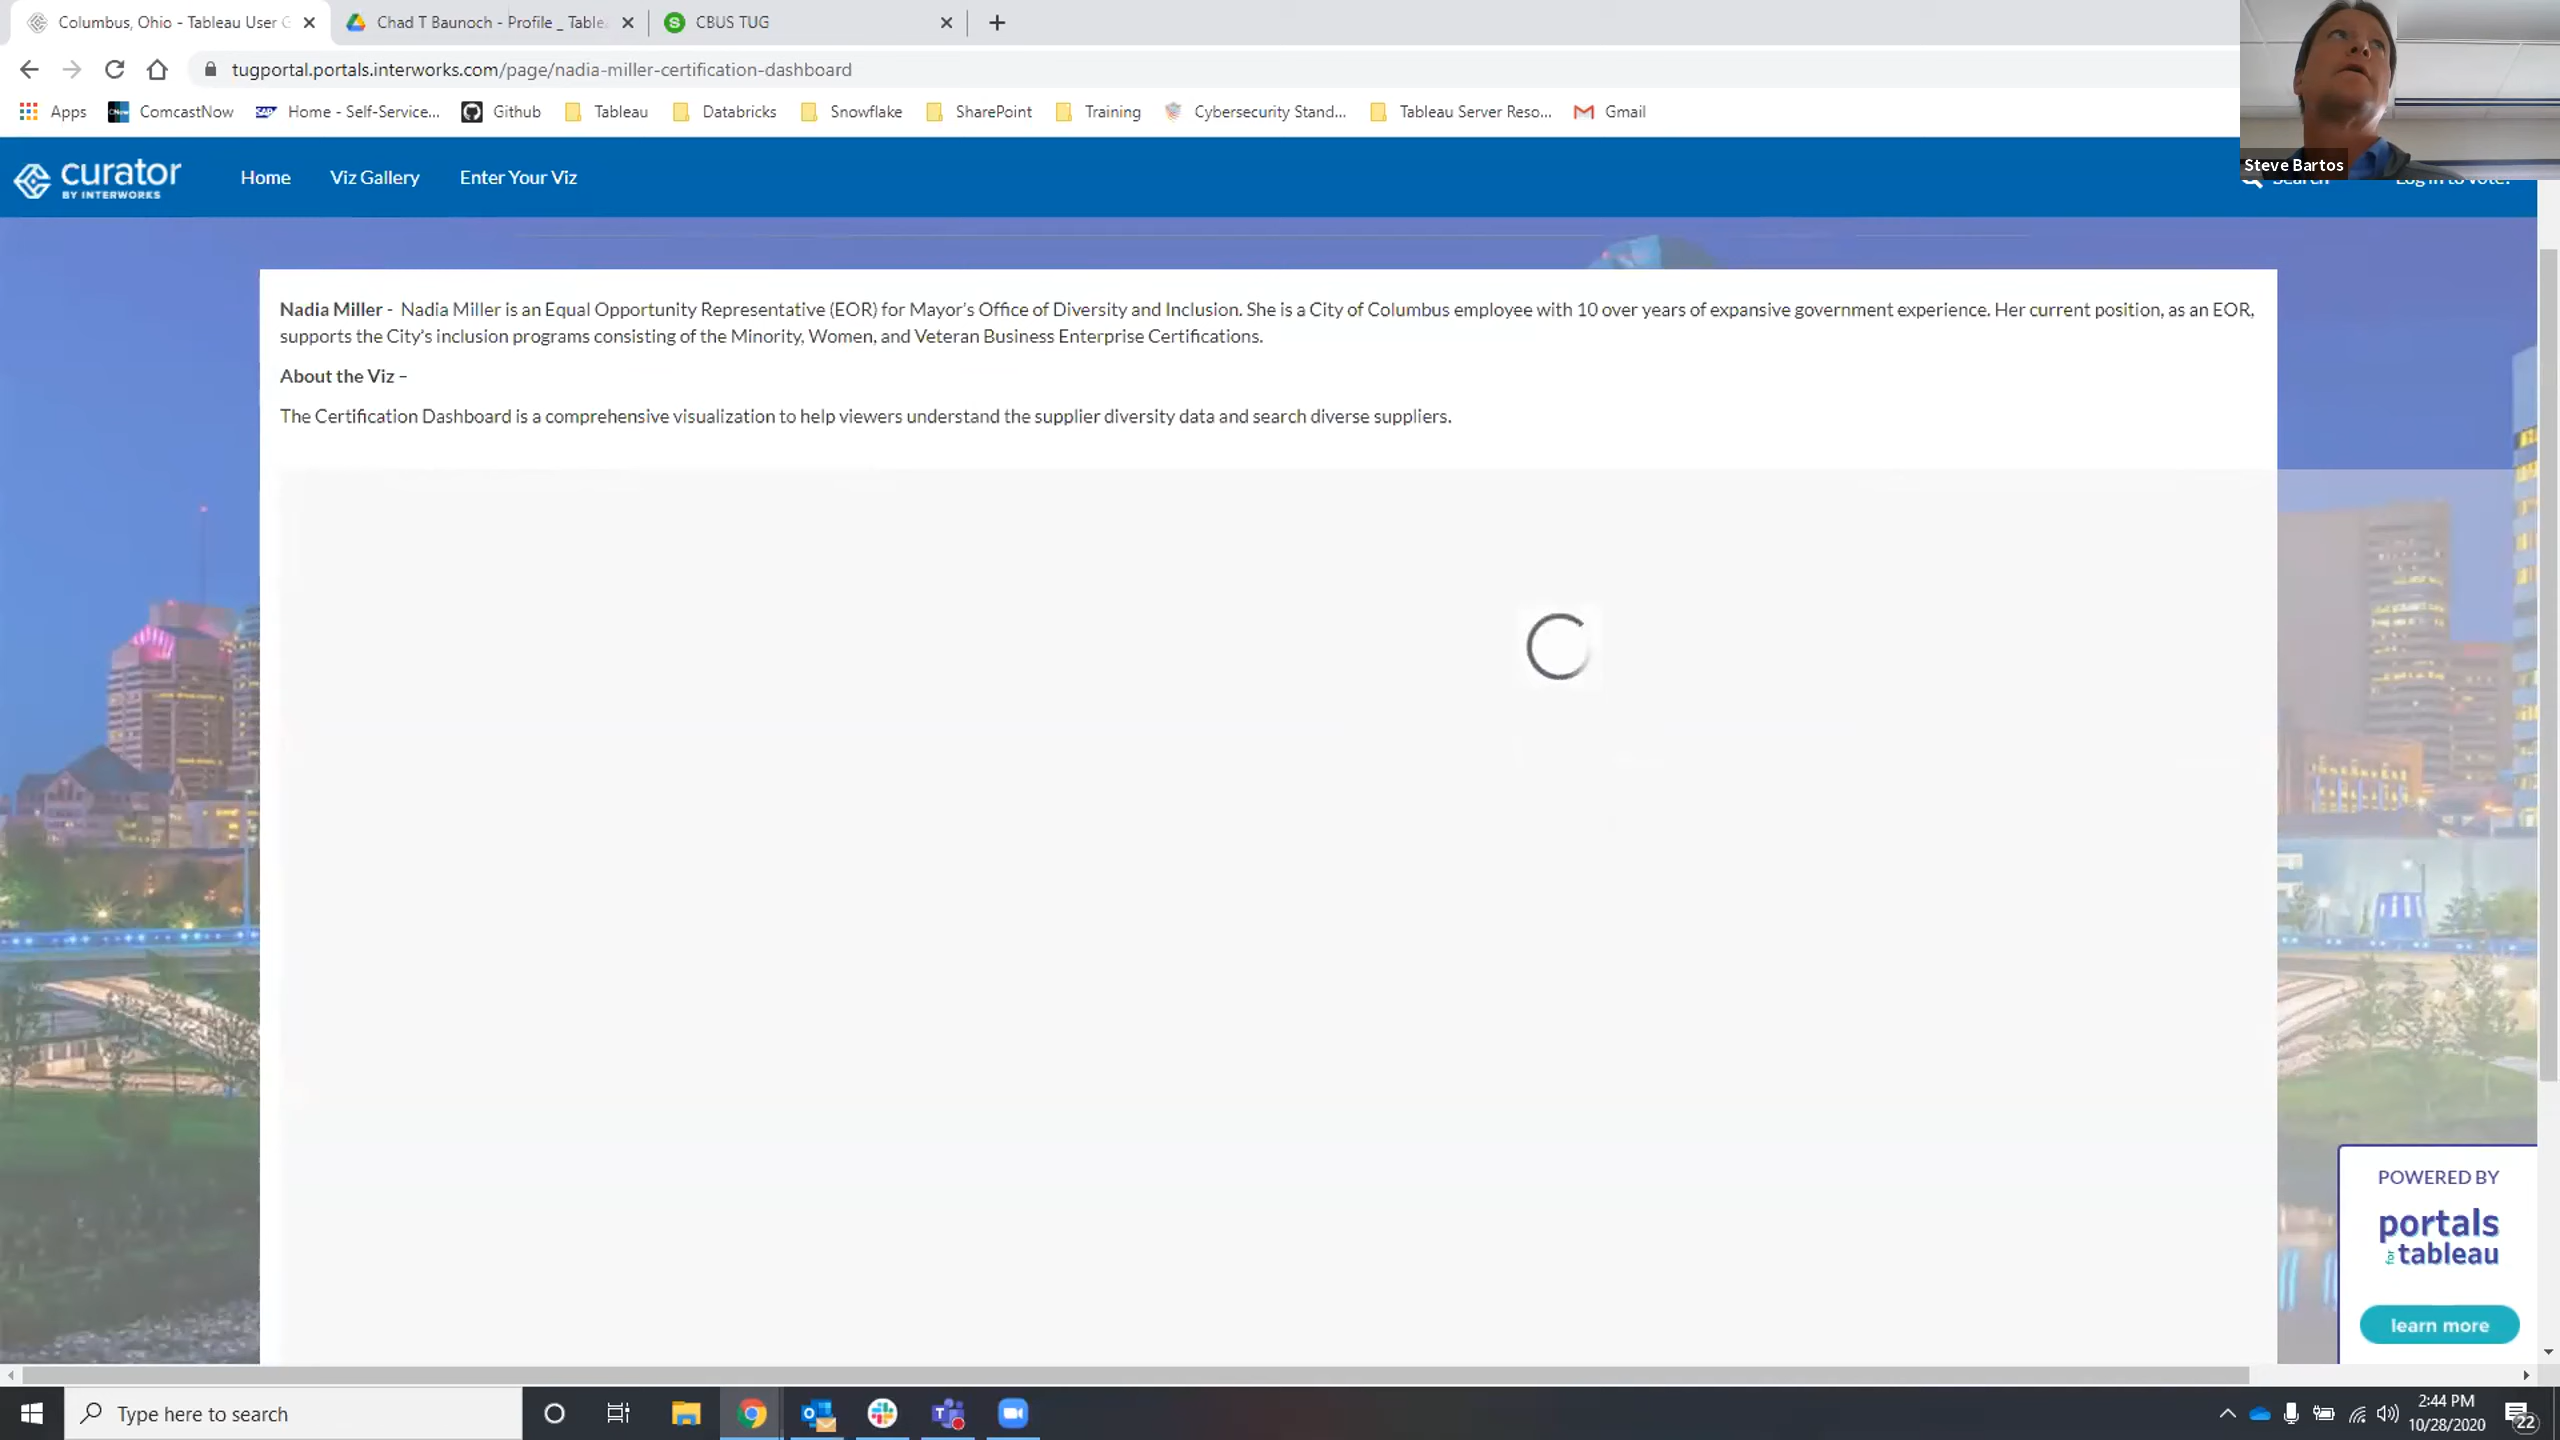 Columbus, Ohio - Tableau User G
Chad T Baunoch - Profile _ Table
CBUS TUG
tugportal.portals.interworks.com/page/nadia-miller-certification-dashboard
Apps ComcastNow Home - Self-Service... Github Tableau Databricks Snowflake SharePoint Training Cybersecurity Stand... Tableau Server Reso... Gmail
Steve Bartos
curator
BY INTERWORKS
Home Viz Gallery Enter Your Viz Search Log in to vote!
Nadia Miller - Nadia Miller is an Equal Opportunity Representative (EOR) for Mayor's Office of Diversity and Inclusion. She is a City of Columbus employee with 10 over years of expansive government experience. Her current position, as an EOR,
supports the City's inclusion programs consisting of the Minority, Women, and Veteran Business Enterprise Certifications.
About the Viz –
The Certification Dashboard is a comprehensive visualization to help viewers understand the supplier diversity data and search diverse suppliers.
POWERED BY
portals
for tableau
learn more
Type here to search
2:44 PM
10/28/2020
22